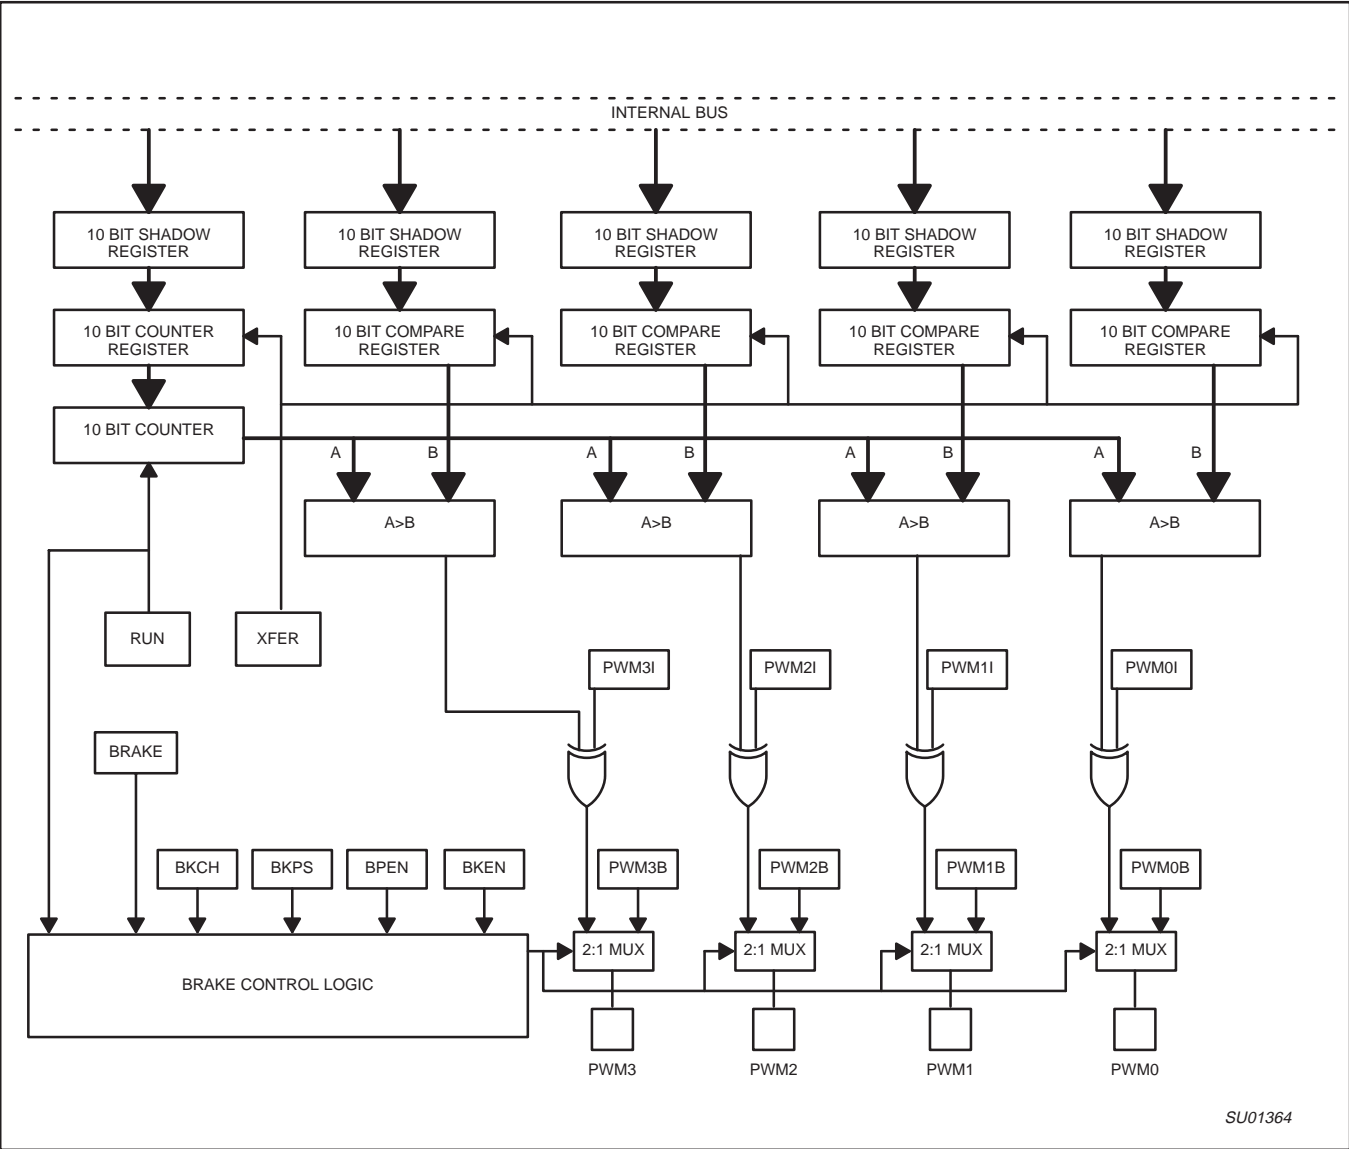 INTERNAL BUS
10 BIT SHADOW
REGISTER
10 BIT SHADOW
REGISTER
10 BIT SHADOW
REGISTER
10 BIT SHADOW
REGISTER
10 BIT SHADOW
REGISTER
10 BIT COUNTER
REGISTER
10 BIT COMPARE
REGISTER
10 BIT COMPARE
REGISTER
10 BIT COMPARE
REGISTER
10 BIT COMPARE
REGISTER
10 BIT COUNTER
A
B
A
B
A
B
A
B
A>B
A>B
A>B
A>B
RUN
XFER
PWM3I
PWM2I
PWM1I
PWM0I
BRAKE
BKCH
BKPS
BPEN
BKEN
PWM3B
PWM2B
PWM1B
PWM0B
2:1 MUX
2:1 MUX
2:1 MUX
2:1 MUX
BRAKE CONTROL LOGIC
PWM3
PWM2
PWM1
PWM0
SU01364